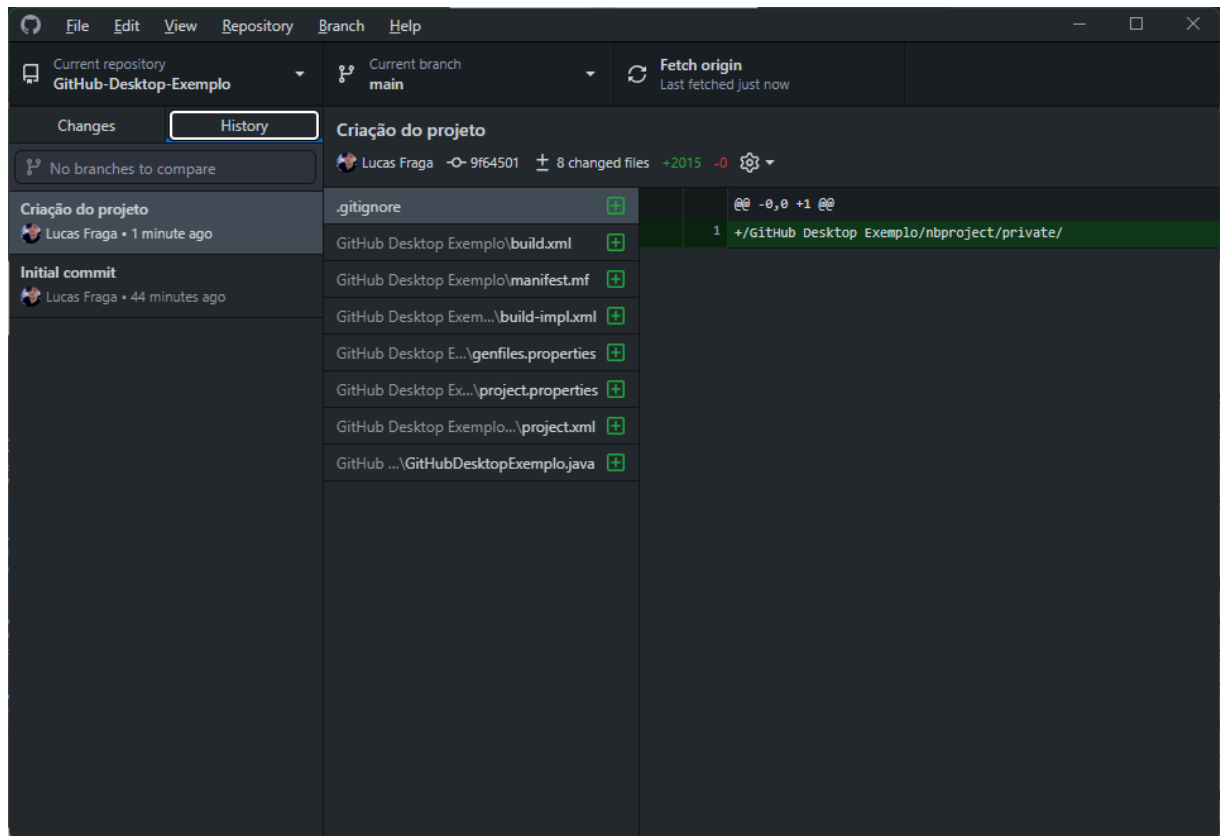 File Edit View Repository Branch Help
Current repository
GitHub-Desktop-Exemplo
Current branch
main
Fetch origin
Last fetched just now
Changes History
No branches to compare
Criação do projeto
Lucas Fraga • 1 minute ago
Initial commit
Lucas Fraga • 44 minutes ago
Criação do projeto
Lucas Fraga 9f64501 8 changed files +2015 -0
.gitignore
GitHub Desktop Exemplo\build.xml
GitHub Desktop Exemplo\manifest.mf
GitHub Desktop Exem...\build-impl.xml
GitHub Desktop E...\genfiles.properties
GitHub Desktop Ex...\project.properties
GitHub Desktop Exemplo...\project.xml
GitHub ...\GitHubDesktopExemplo.java
@@ -0,0 +1 @@
1 +/GitHub Desktop Exemplo/nbproject/private/